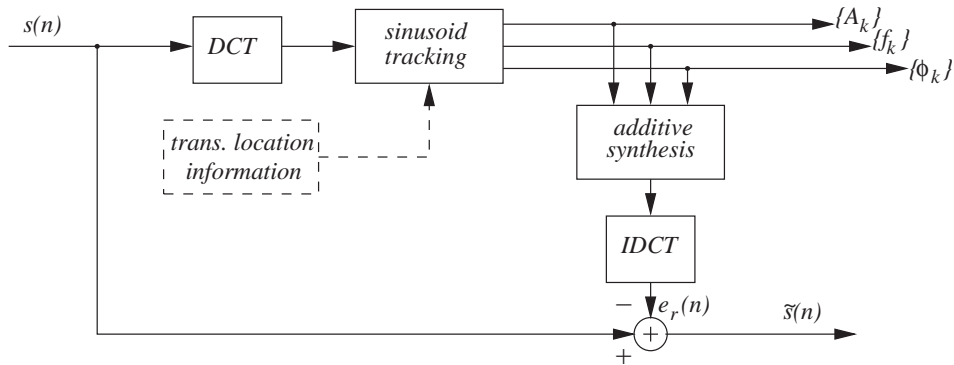 s(n)
DCT
sinusoid
tracking
{A_k}
{f_k}
{ϕ_k}
trans. location
information
additive
synthesis
IDCT
−
e_r(n)
s̃(n)
+
+